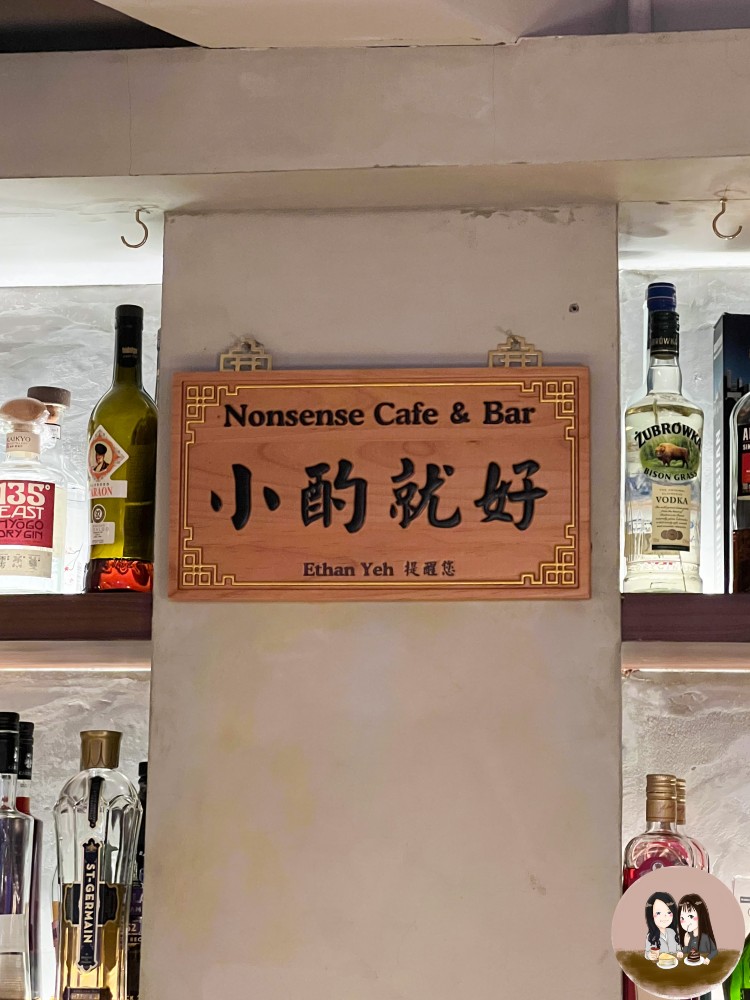 Nonsense Cafe & Bar
小酌就好
Ethan Yeh 提醒您
135°
EAST
HYOGO
DRY GIN
ŻUBRÓWKA
BISON GRASS
VODKA
ST-GERMAIN